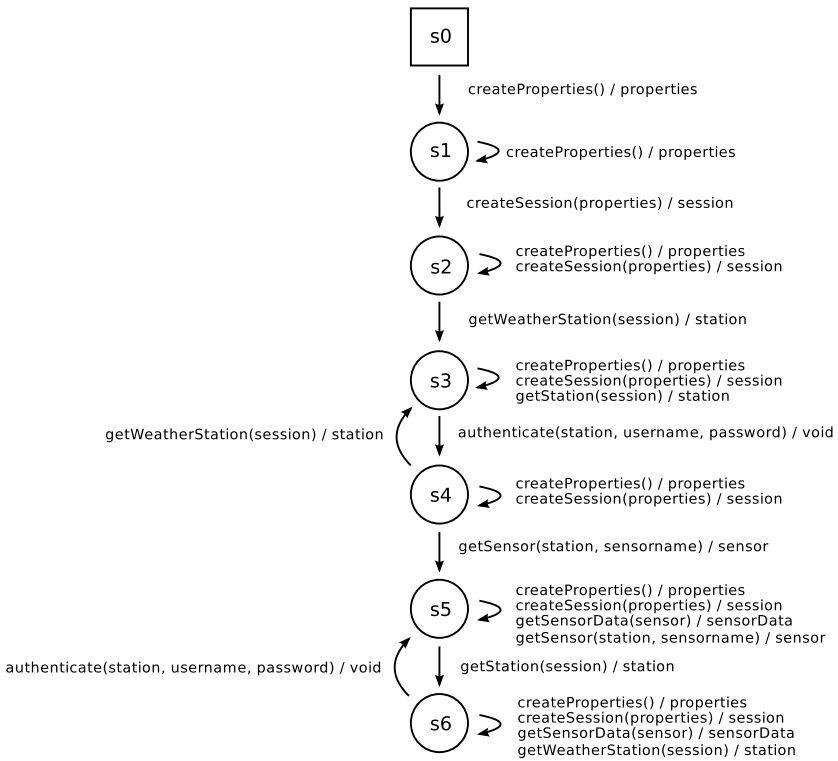 s0
createProperties() / properties
s1
createProperties() / properties
createSession(properties) / session
s2
createProperties() / properties
createSession(properties) / session
getWeatherStation(session) / station
s3
createProperties() / properties
createSession(properties) / session
getStation(session) / station
getWeatherStation(session) / station
authenticate(station, username, password) / void
s4
createProperties() / properties
createSession(properties) / session
getSensor(station, sensorname) / sensor
s5
createProperties() / properties
createSession(properties) / session
getSensorData(sensor) / sensorData
getSensor(station, sensorname) / sensor
authenticate(station, username, password) / void
getStation(session) / station
s6
createProperties() / properties
createSession(properties) / session
getSensorData(sensor) / sensorData
getWeatherStation(session) / station